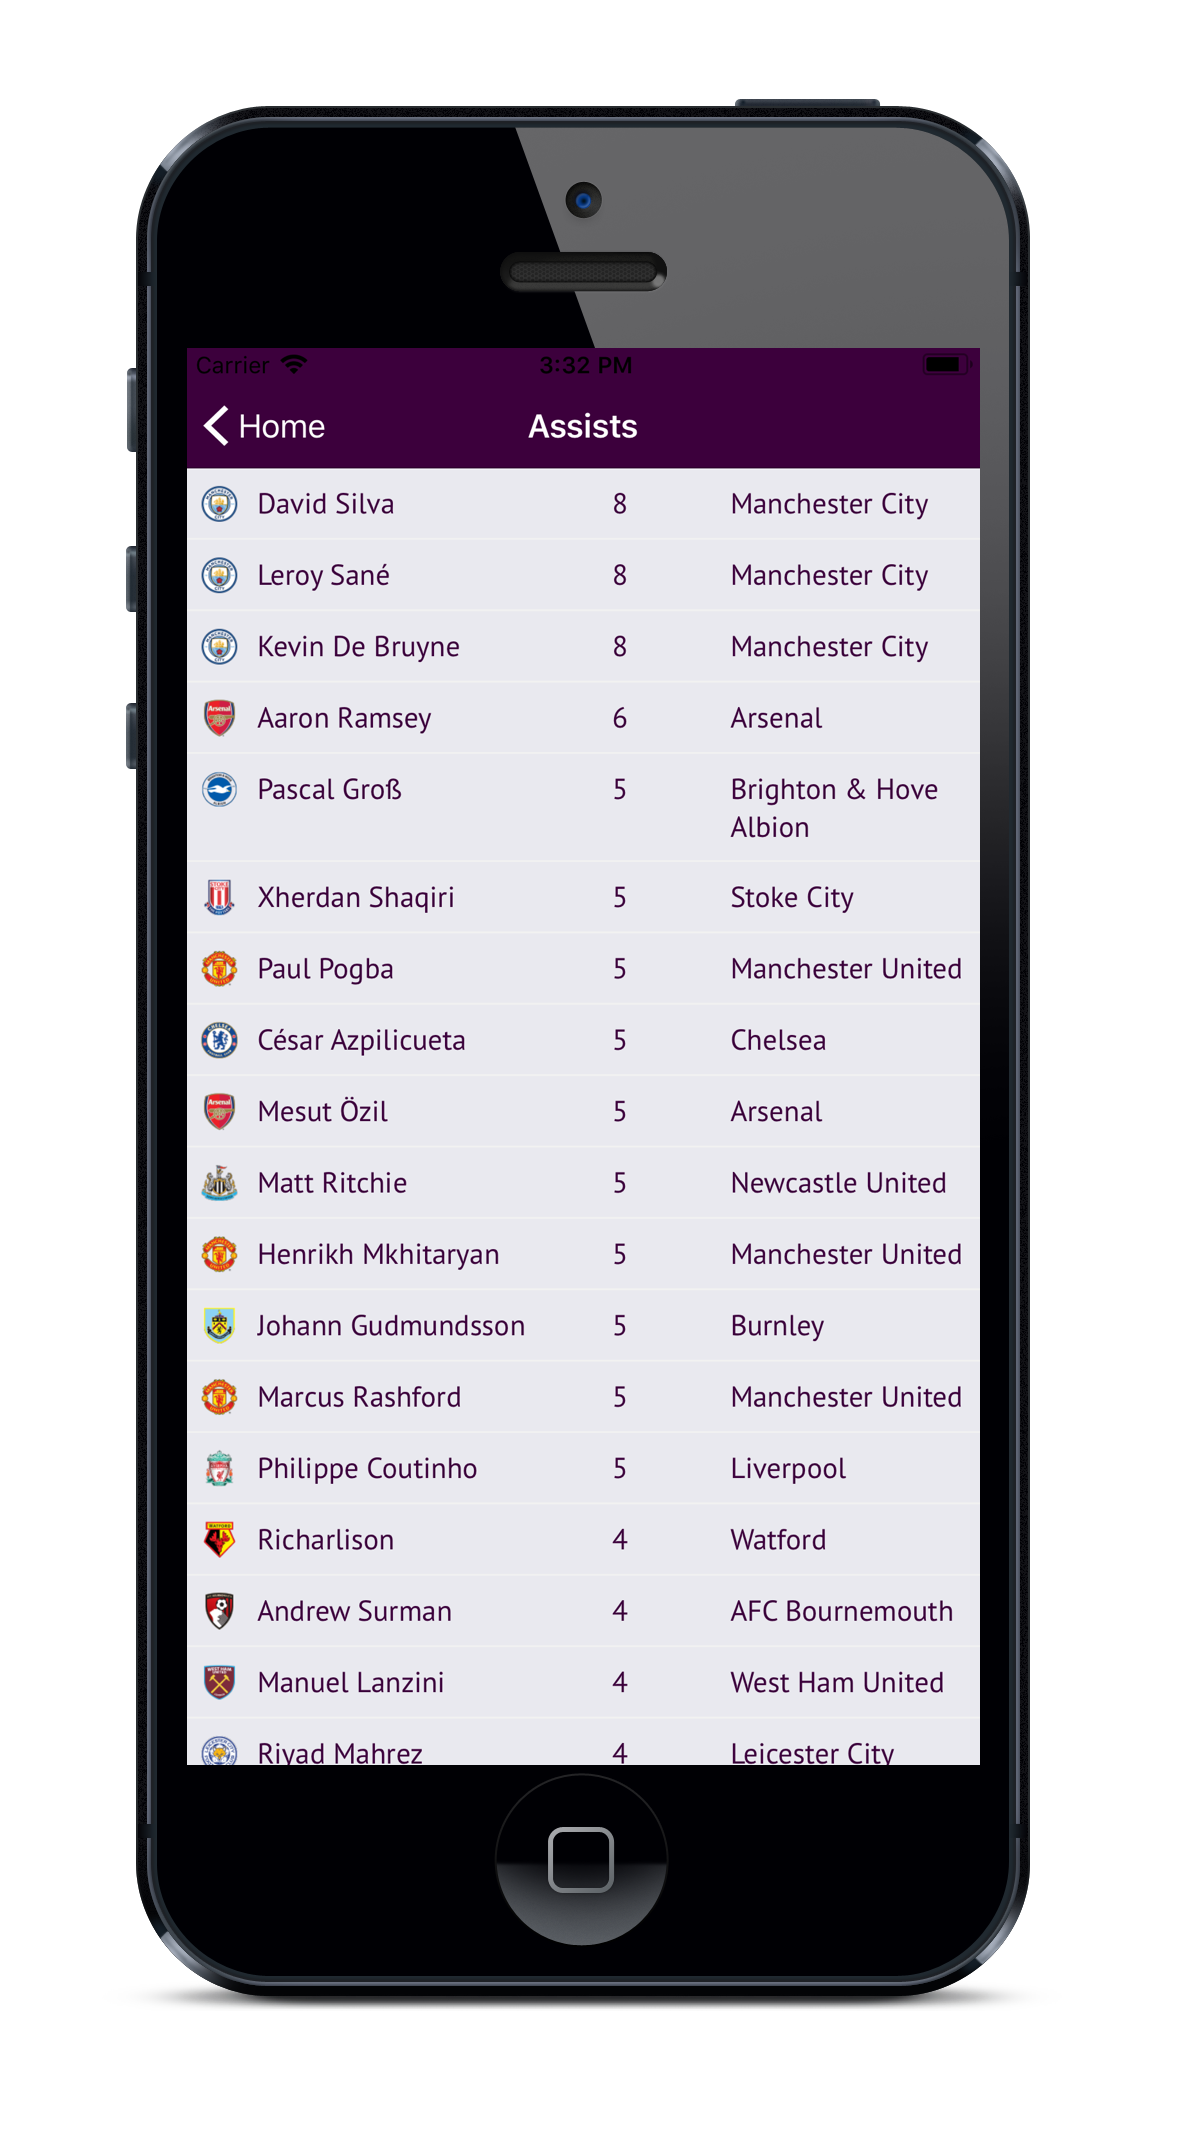 Carrier 3:32 PM
Home Assists
David Silva 8 Manchester City
Leroy Sané 8 Manchester City
Kevin De Bruyne 8 Manchester City
Aaron Ramsey 6 Arsenal
Pascal Groß 5 Brighton & Hove
Albion
Xherdan Shaqiri 5 Stoke City
Paul Pogba 5 Manchester United
César Azpilicueta 5 Chelsea
Mesut Özil 5 Arsenal
Matt Ritchie 5 Newcastle United
Henrikh Mkhitaryan 5 Manchester United
Johann Gudmundsson 5 Burnley
Marcus Rashford 5 Manchester United
Philippe Coutinho 5 Liverpool
Richarlison 4 Watford
Andrew Surman 4 AFC Bournemouth
Manuel Lanzini 4 West Ham United
Riyad Mahrez 4 Leicester City